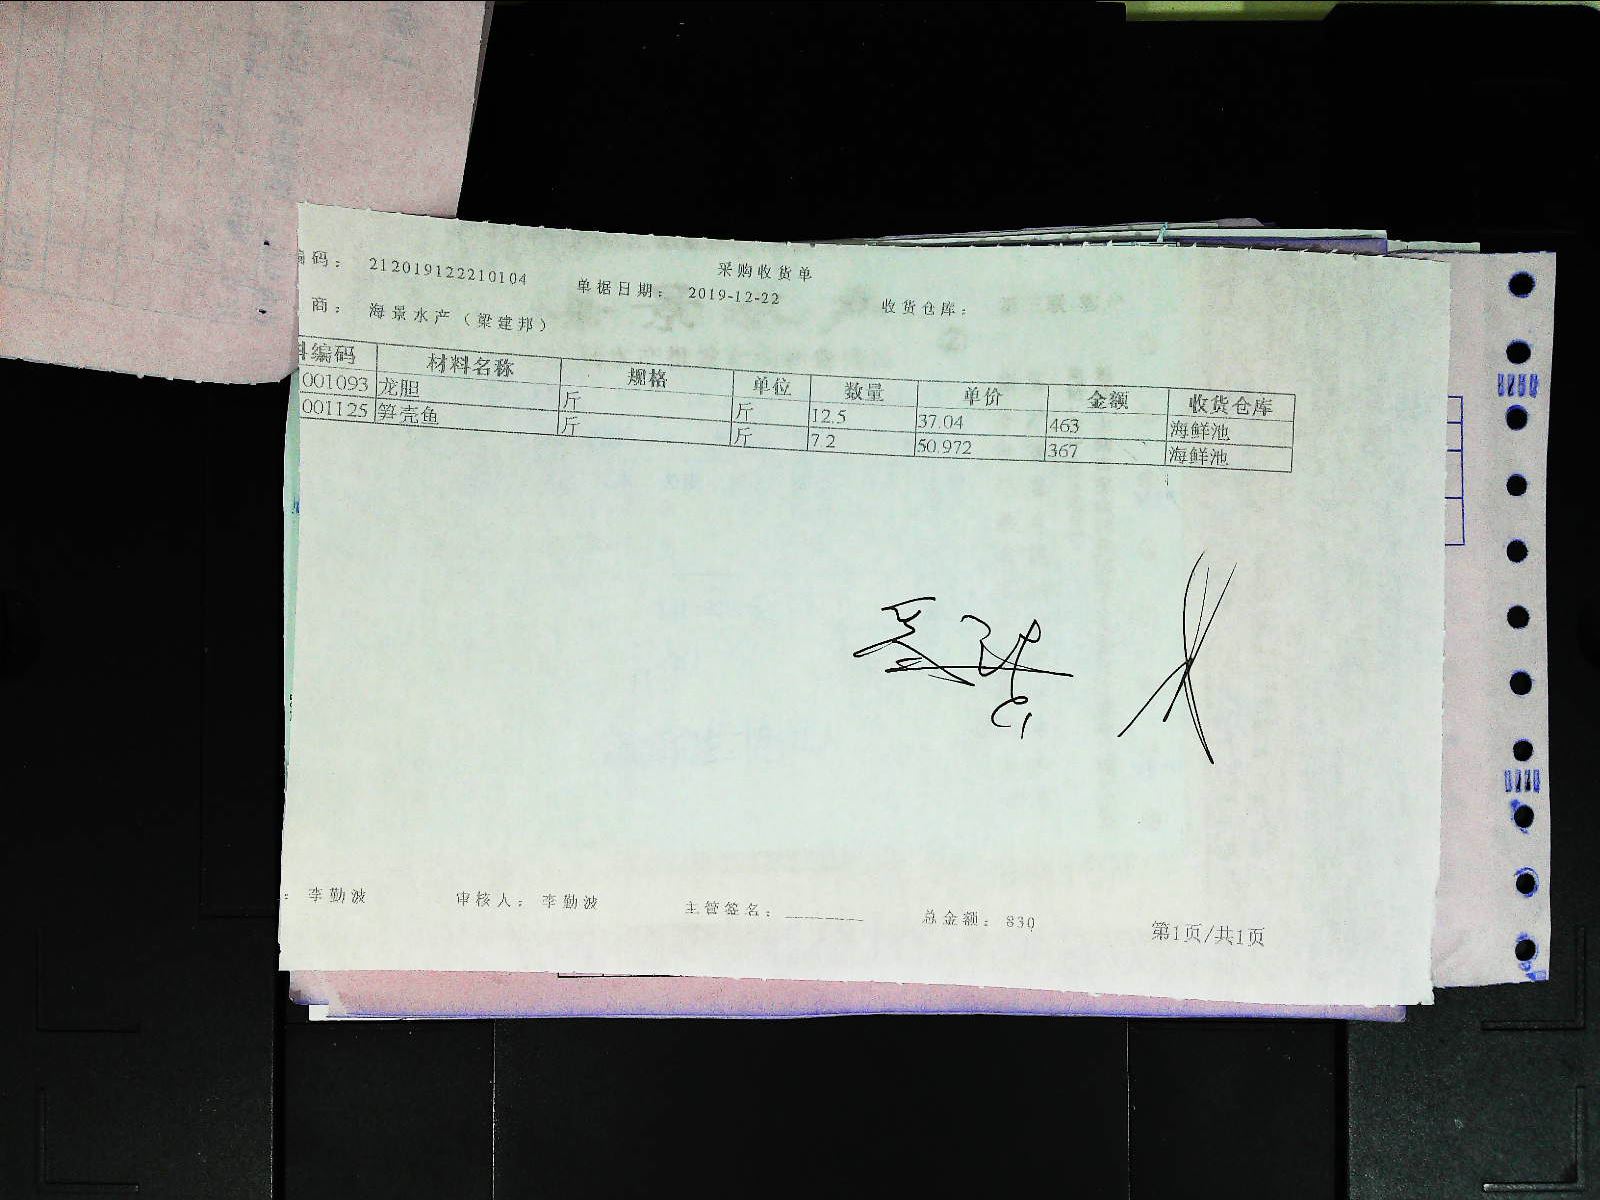 采购收货单
编码： 212019122210104 单据日期： 2019-12-22 收货仓库：
商： 海景水产（梁建邦）
料编码 材料名称 规格 单位 数量 单价 金额 收货仓库
001093 龙胆 斤 斤 12.5 37.04 463 海鲜池
001125 笋壳鱼 斤 斤 7.2 50.972 367 海鲜池
： 李勤波 审核人： 李勤波 主管签名： ________ 总金额： 830 第1页/共1页